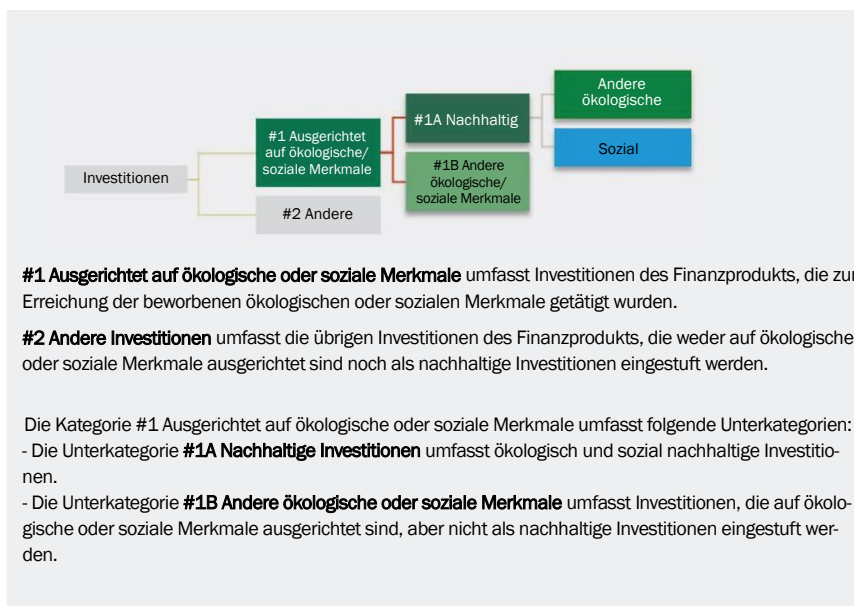 Andere
ökologische
#1A Nachhaltig
#1 Ausgerichtet
auf ökologische/
soziale Merkmale
Sozial
#1B Andere
ökologische/
soziale Merkmale
Investitionen
#2 Andere
#1 Ausgerichtet auf ökologische oder soziale Merkmale umfasst Investitionen des Finanzprodukts, die zur
Erreichung der beworbenen ökologischen oder sozialen Merkmale getätigt wurden.
#2 Andere Investitionen umfasst die übrigen Investitionen des Finanzprodukts, die weder auf ökologische
oder soziale Merkmale ausgerichtet sind noch als nachhaltige Investitionen eingestuft werden.
Die Kategorie #1 Ausgerichtet auf ökologische oder soziale Merkmale umfasst folgende Unterkategorien:
- Die Unterkategorie #1A Nachhaltige Investitionen umfasst ökologisch und sozial nachhaltige Investitio-
nen.
- Die Unterkategorie #1B Andere ökologische oder soziale Merkmale umfasst Investitionen, die auf ökolo-
gische oder soziale Merkmale ausgerichtet sind, aber nicht als nachhaltige Investitionen eingestuft wer-
den.